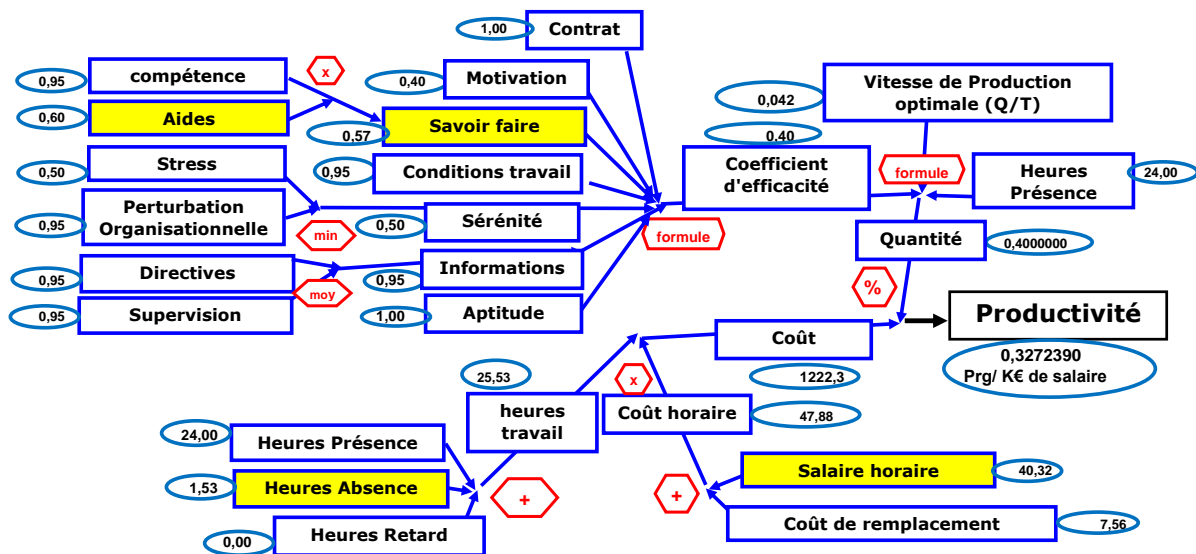 1,00
Contrat
0,95
compétence
x
0,40
Motivation
Vitesse de Production
optimale (Q/T)
0,042
0,60
Aides
0,57
Savoir faire
0,40
Coefficient
d'efficacité
formule
Heures
Présence
24,00
0,50
Stress
0,95
Conditions travail
0,95
Perturbation
Organisationnelle
min
0,50
Sérénité
formule
Quantité
0,4000000
0,95
Directives
moy
0,95
Informations
%
0,95
Supervision
1,00
Aptitude
Productivité
0,3272390
Prg/ K€ de salaire
Coût
1222,3
25,53
heures
travail
x
Coût horaire
47,88
24,00
Heures Présence
1,53
Heures Absence
+
0,00
Heures Retard
+
Salaire horaire
40,32
Coût de remplacement
7,56